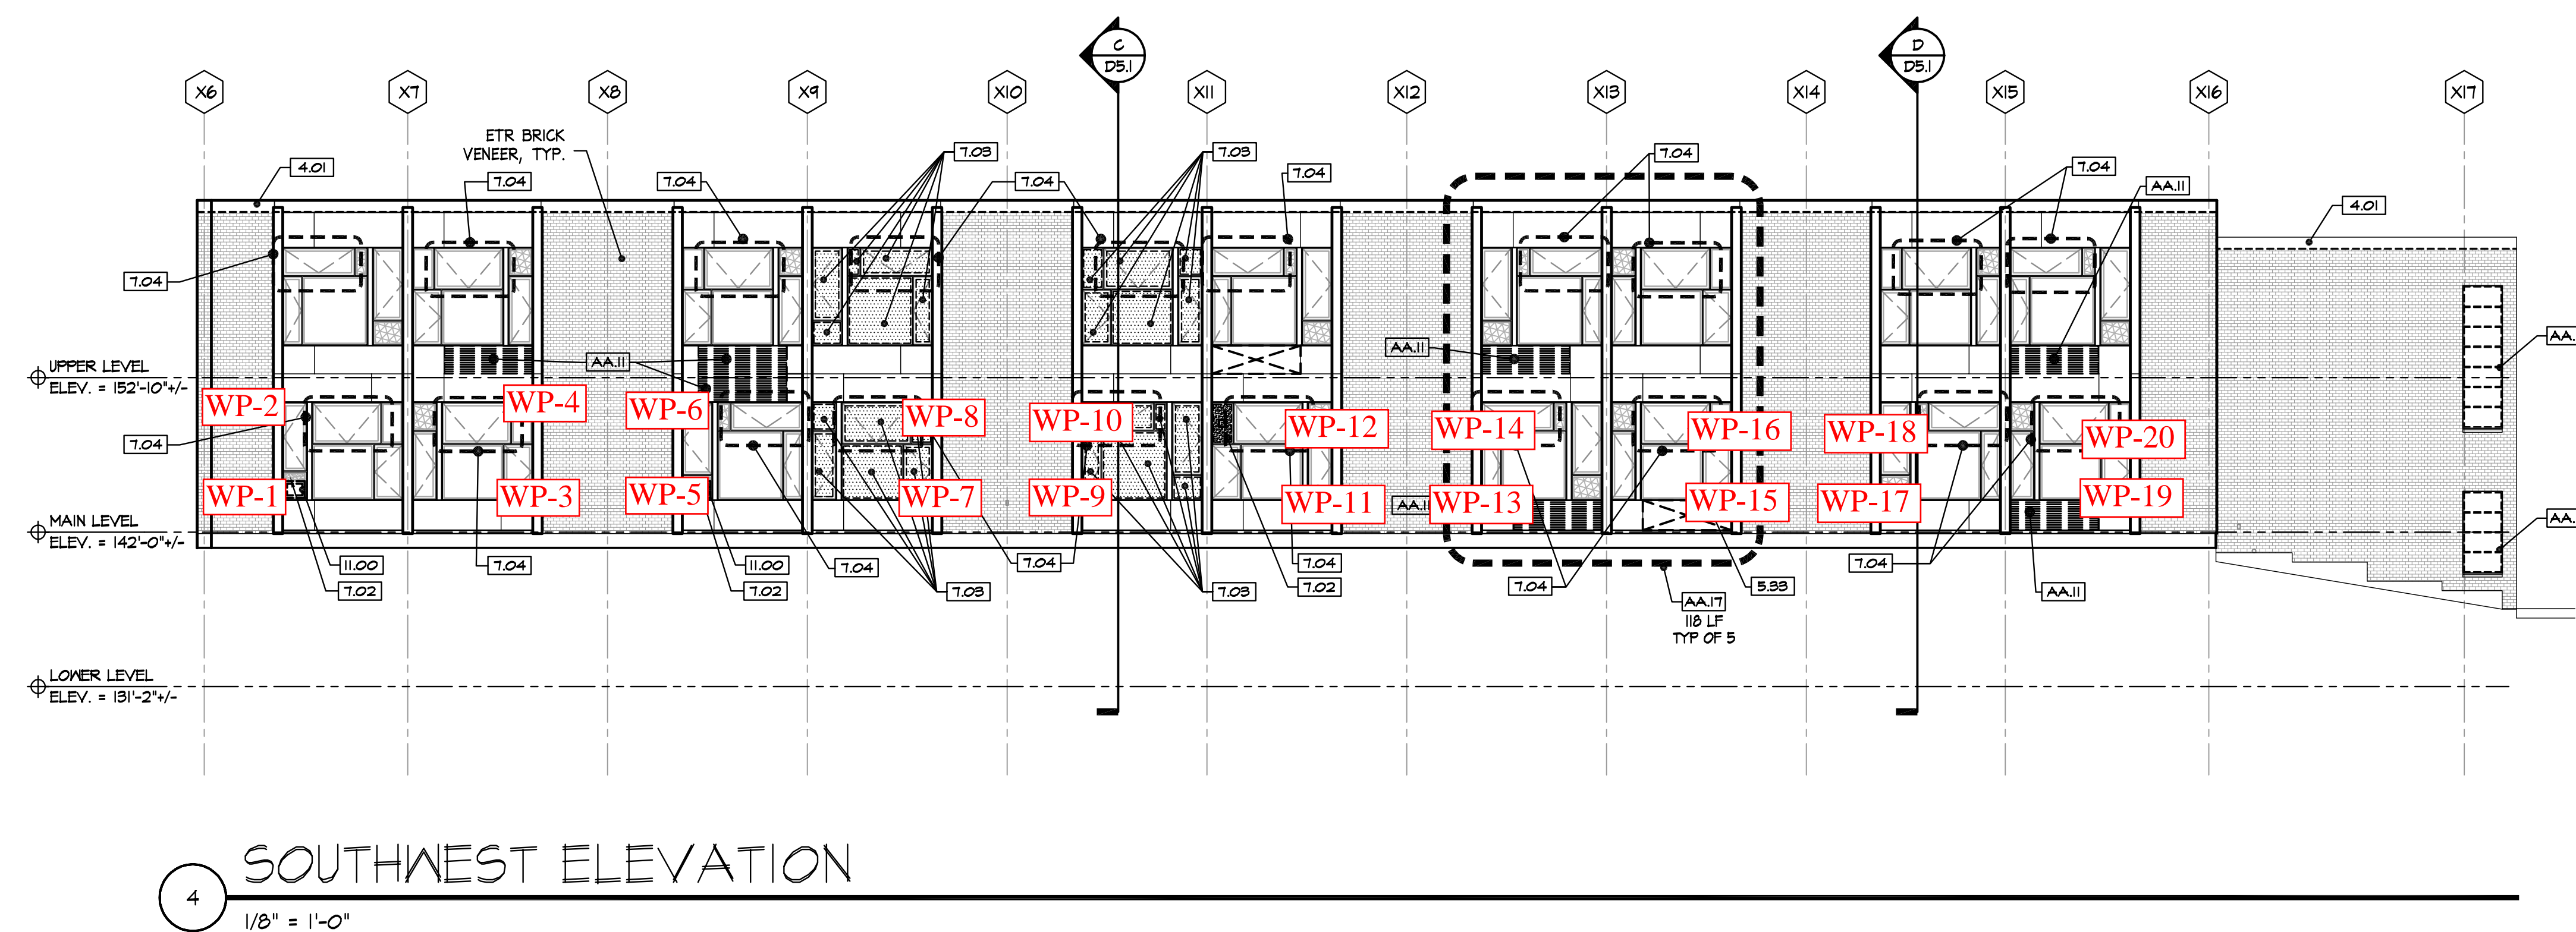 C
D5.1
D
D5.1
X6
X7
X8
X9
X10
X11
X12
X13
X14
X15
X16
X17
ETR BRICK
VENEER, TYP.
4.01
7.04
7.04
7.03
7.04
7.03
7.04
7.04
7.04
AA.11
4.01
7.04
AA.11
AA.11
AA.
UPPER LEVEL
ELEV. = 152'-10"+/-
WP-2
WP-4
WP-6
WP-8
WP-10
WP-12
WP-14
WP-16
WP-18
WP-20
7.04
WP-1
WP-3
WP-5
WP-7
WP-9
WP-11
AA.11
WP-13
WP-15
WP-17
WP-19
AA.
MAIN LEVEL
ELEV. = 142'-0"+/-
11.00
7.04
11.00
7.04
7.04
7.04
7.04
7.02
7.02
7.03
7.03
7.02
7.04
5.33
AA.11
AA.17
118 LF
TYP OF 5
LOWER LEVEL
ELEV. = 131'-2"+/-
4
SOUTHWEST ELEVATION
1/8" = 1'-0"